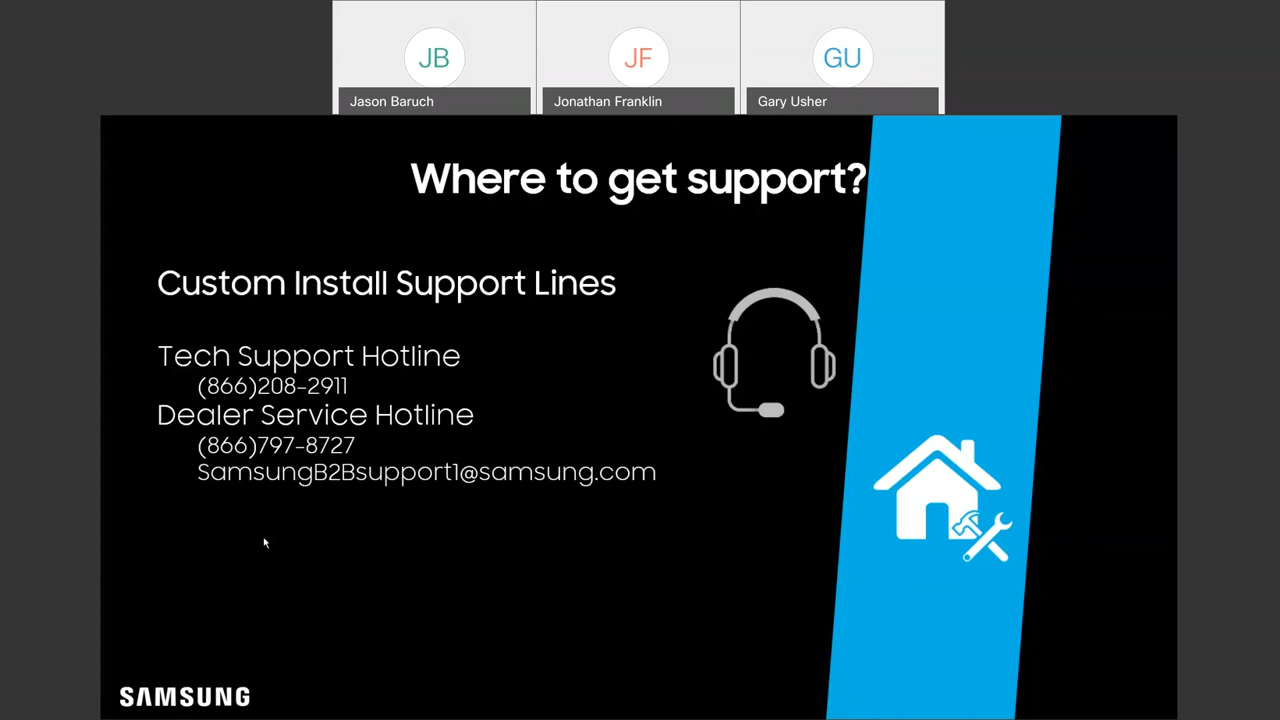 JB
JF
GU
Jason Baruch
Jonathan Franklin
Gary Usher
Where to get support?
Custom Install Support Lines
Tech Support Hotline
(866)208-2911
Dealer Service Hotline
(866)797-8727
SamsungB2Bsupport1@samsung.com
SAMSUNG